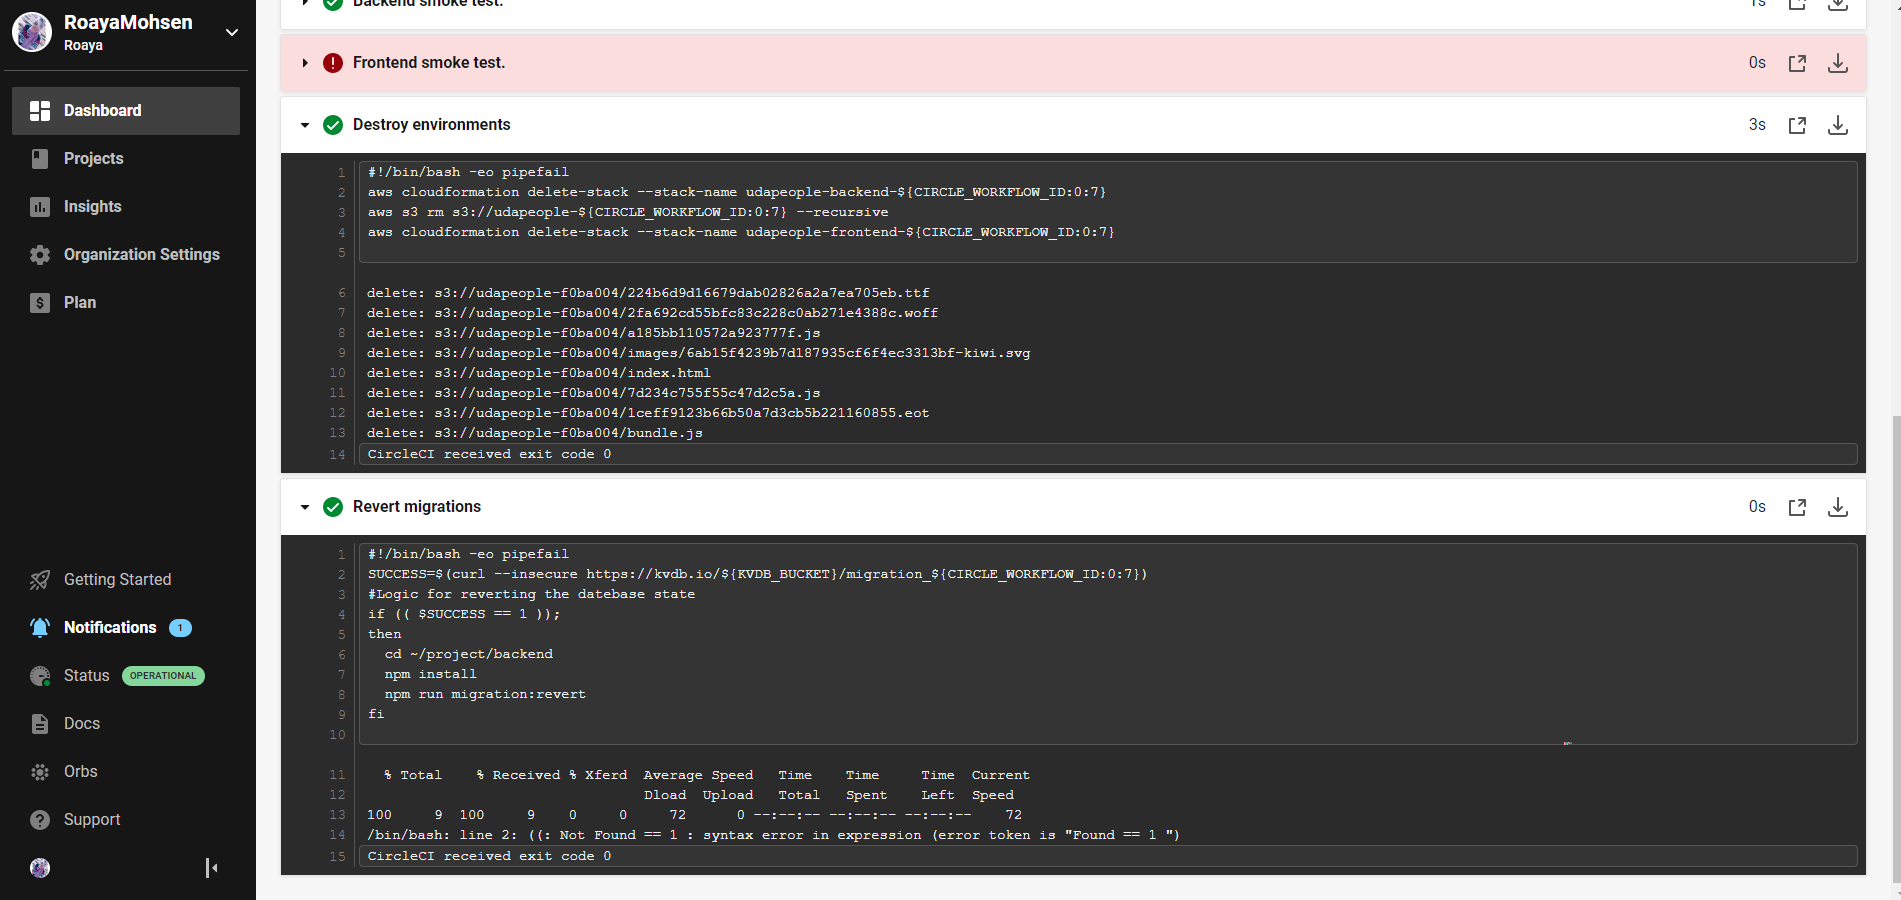 RoayaMohsen
Roaya
Dashboard
Projects
Insights
Organization Settings
Plan
Getting Started
Notifications 1
Status OPERATIONAL
Docs
Orbs
Support
Backend smoke test. 1s
Frontend smoke test. 0s
Destroy environments 3s
1 #!/bin/bash -eo pipefail
2 aws cloudformation delete-stack --stack-name udapeople-backend-${CIRCLE_WORKFLOW_ID:0:7}
3 aws s3 rm s3://udapeople-${CIRCLE_WORKFLOW_ID:0:7} --recursive
4 aws cloudformation delete-stack --stack-name udapeople-frontend-${CIRCLE_WORKFLOW_ID:0:7}
5
6 delete: s3://udapeople-f0ba004/224b6d9d16679dab02826a2a7ea705eb.ttf
7 delete: s3://udapeople-f0ba004/2fa692cd55bfc83c228c0ab271e4388c.woff
8 delete: s3://udapeople-f0ba004/a185bb110572a923777f.js
9 delete: s3://udapeople-f0ba004/images/6ab15f4239b7d187935cf6f4ec3313bf-kiwi.svg
10 delete: s3://udapeople-f0ba004/index.html
11 delete: s3://udapeople-f0ba004/7d234c755f55c47d2c5a.js
12 delete: s3://udapeople-f0ba004/1ceff9123b66b50a7d3cb5b221160855.eot
13 delete: s3://udapeople-f0ba004/bundle.js
14 CircleCI received exit code 0
Revert migrations 0s
1 #!/bin/bash -eo pipefail
2 SUCCESS=$(curl --insecure https://kvdb.io/${KVDB_BUCKET}/migration_${CIRCLE_WORKFLOW_ID:0:7})
3 #Logic for reverting the datebase state
4 if (( $SUCCESS == 1 ));
5 then
6   cd ~/project/backend
7   npm install
8   npm run migration:revert
9 fi
10
11   % Total    % Received % Xferd  Average Speed   Time    Time     Time  Current
12                                  Dload  Upload   Total   Spent    Left  Speed
13 100     9  100     9    0     0     72      0 --:--:-- --:--:-- --:--:--    72
14 /bin/bash: line 2: ((: Not Found == 1 : syntax error in expression (error token is "Found == 1 ")
15 CircleCI received exit code 0